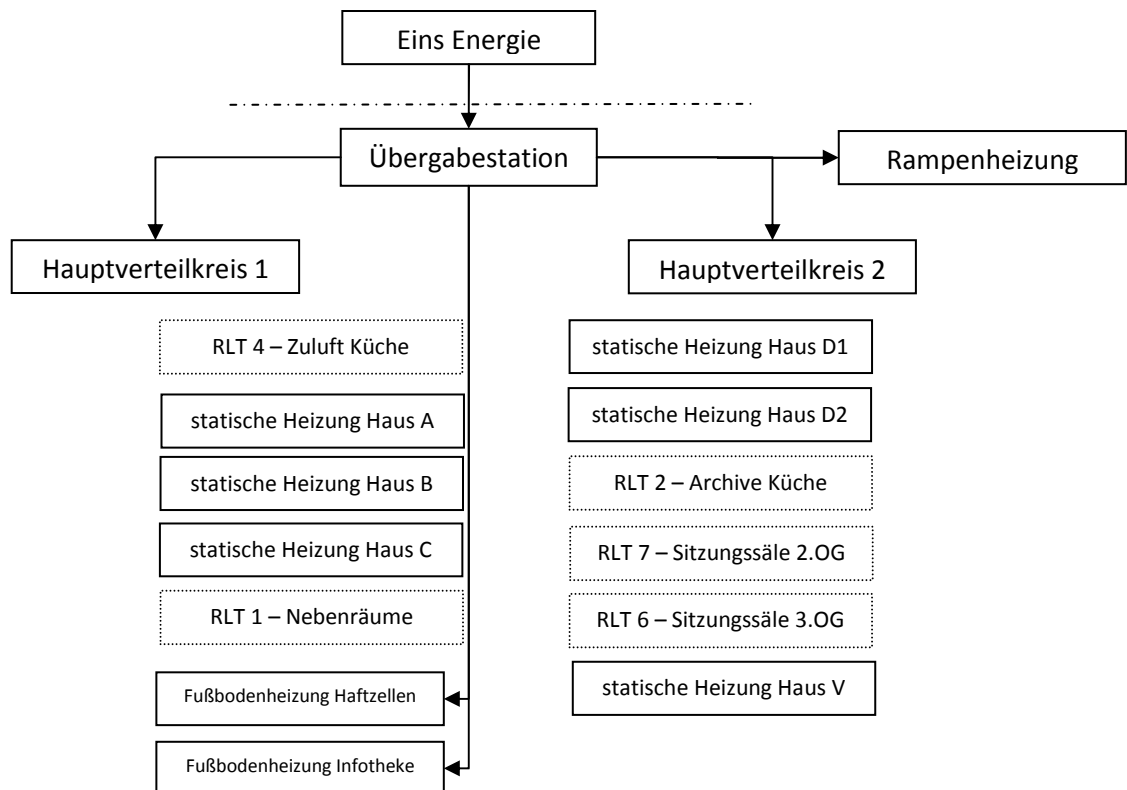 Eins Energie
Übergabestation
Rampenheizung
Hauptverteilkreis 1
Hauptverteilkreis 2
RLT 4 – Zuluft Küche
statische Heizung Haus A
statische Heizung Haus B
statische Heizung Haus C
RLT 1 – Nebenräume
Fußbodenheizung Haftzellen
Fußbodenheizung Infotheke
statische Heizung Haus D1
statische Heizung Haus D2
RLT 2 – Archive Küche
RLT 7 – Sitzungssäle 2.OG
RLT 6 – Sitzungssäle 3.OG
statische Heizung Haus V